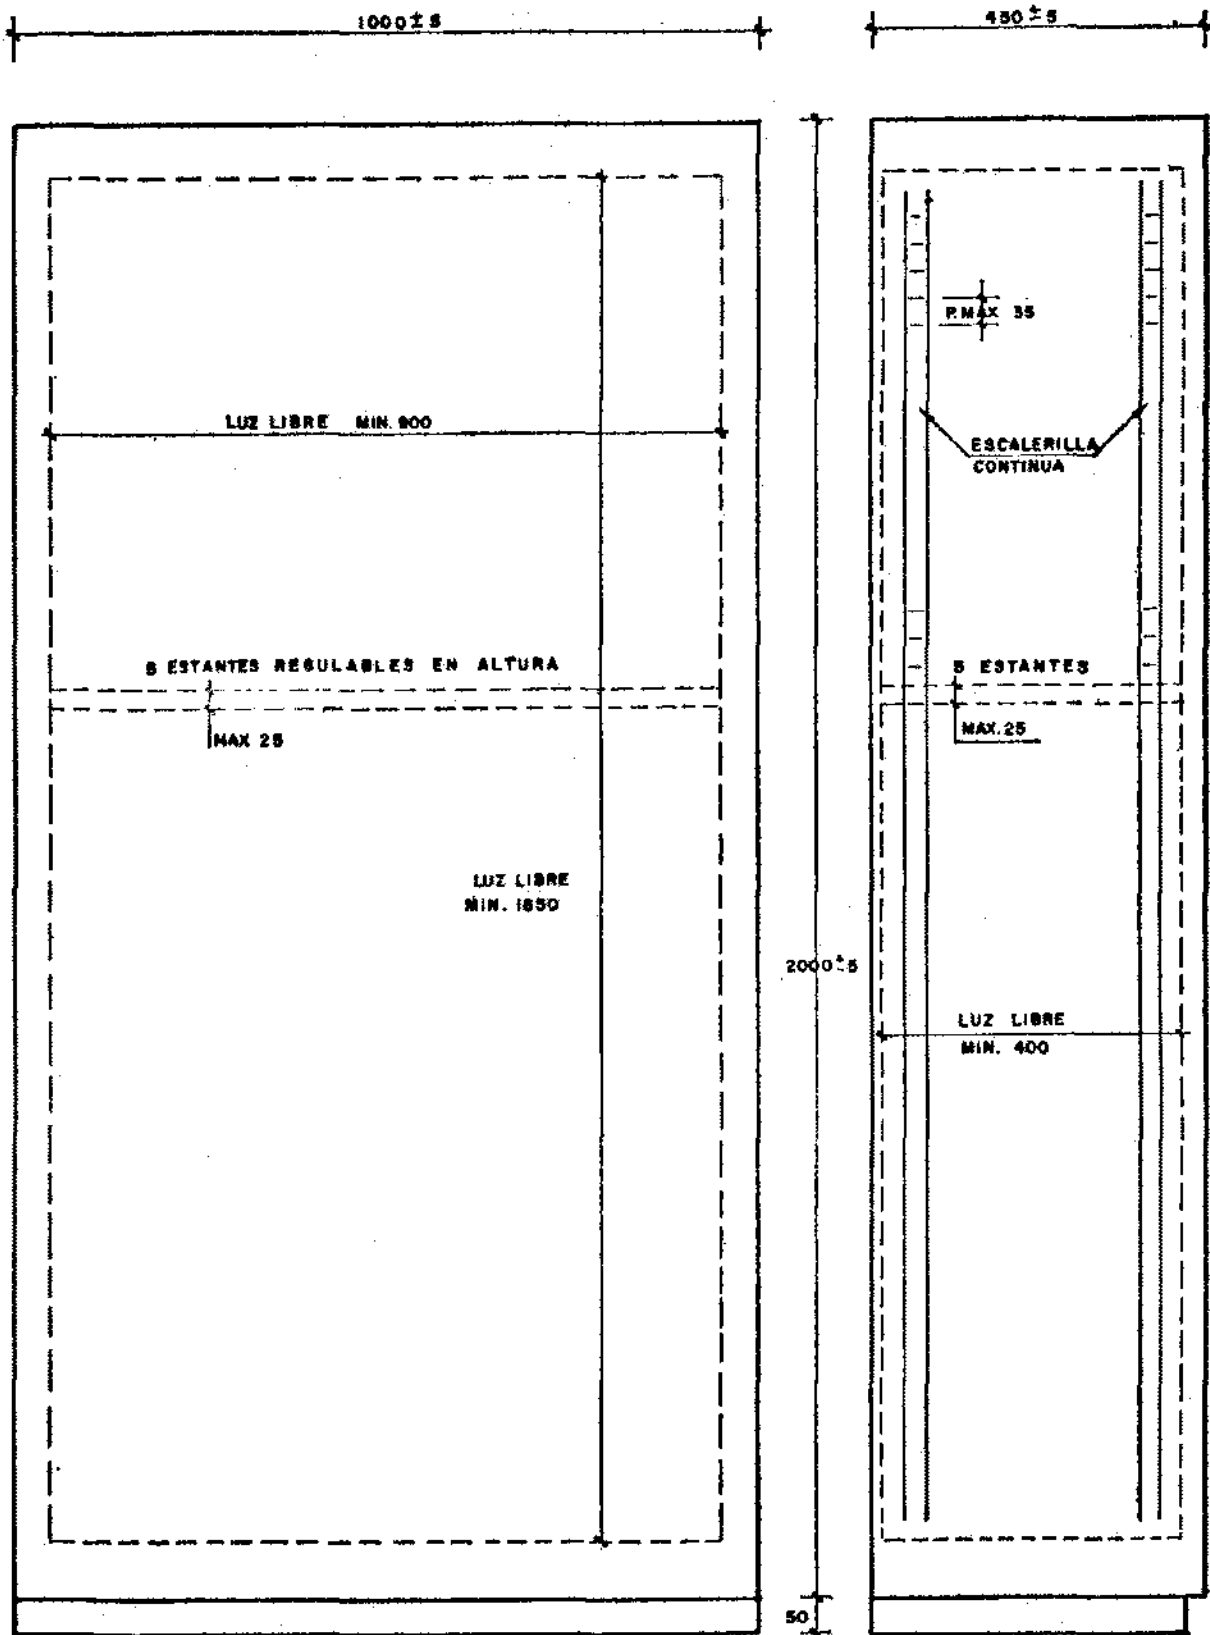 1000±5
450±5
P.MAX 35
LUZ LIBRE MIN. 900
ESCALERILLA
CONTINUA
5 ESTANTES REGULABLES EN ALTURA
MAX 25
5 ESTANTES
MAX. 25
LUZ LIBRE
MIN. 1850
2000±5
LUZ LIBRE
MIN. 400
50